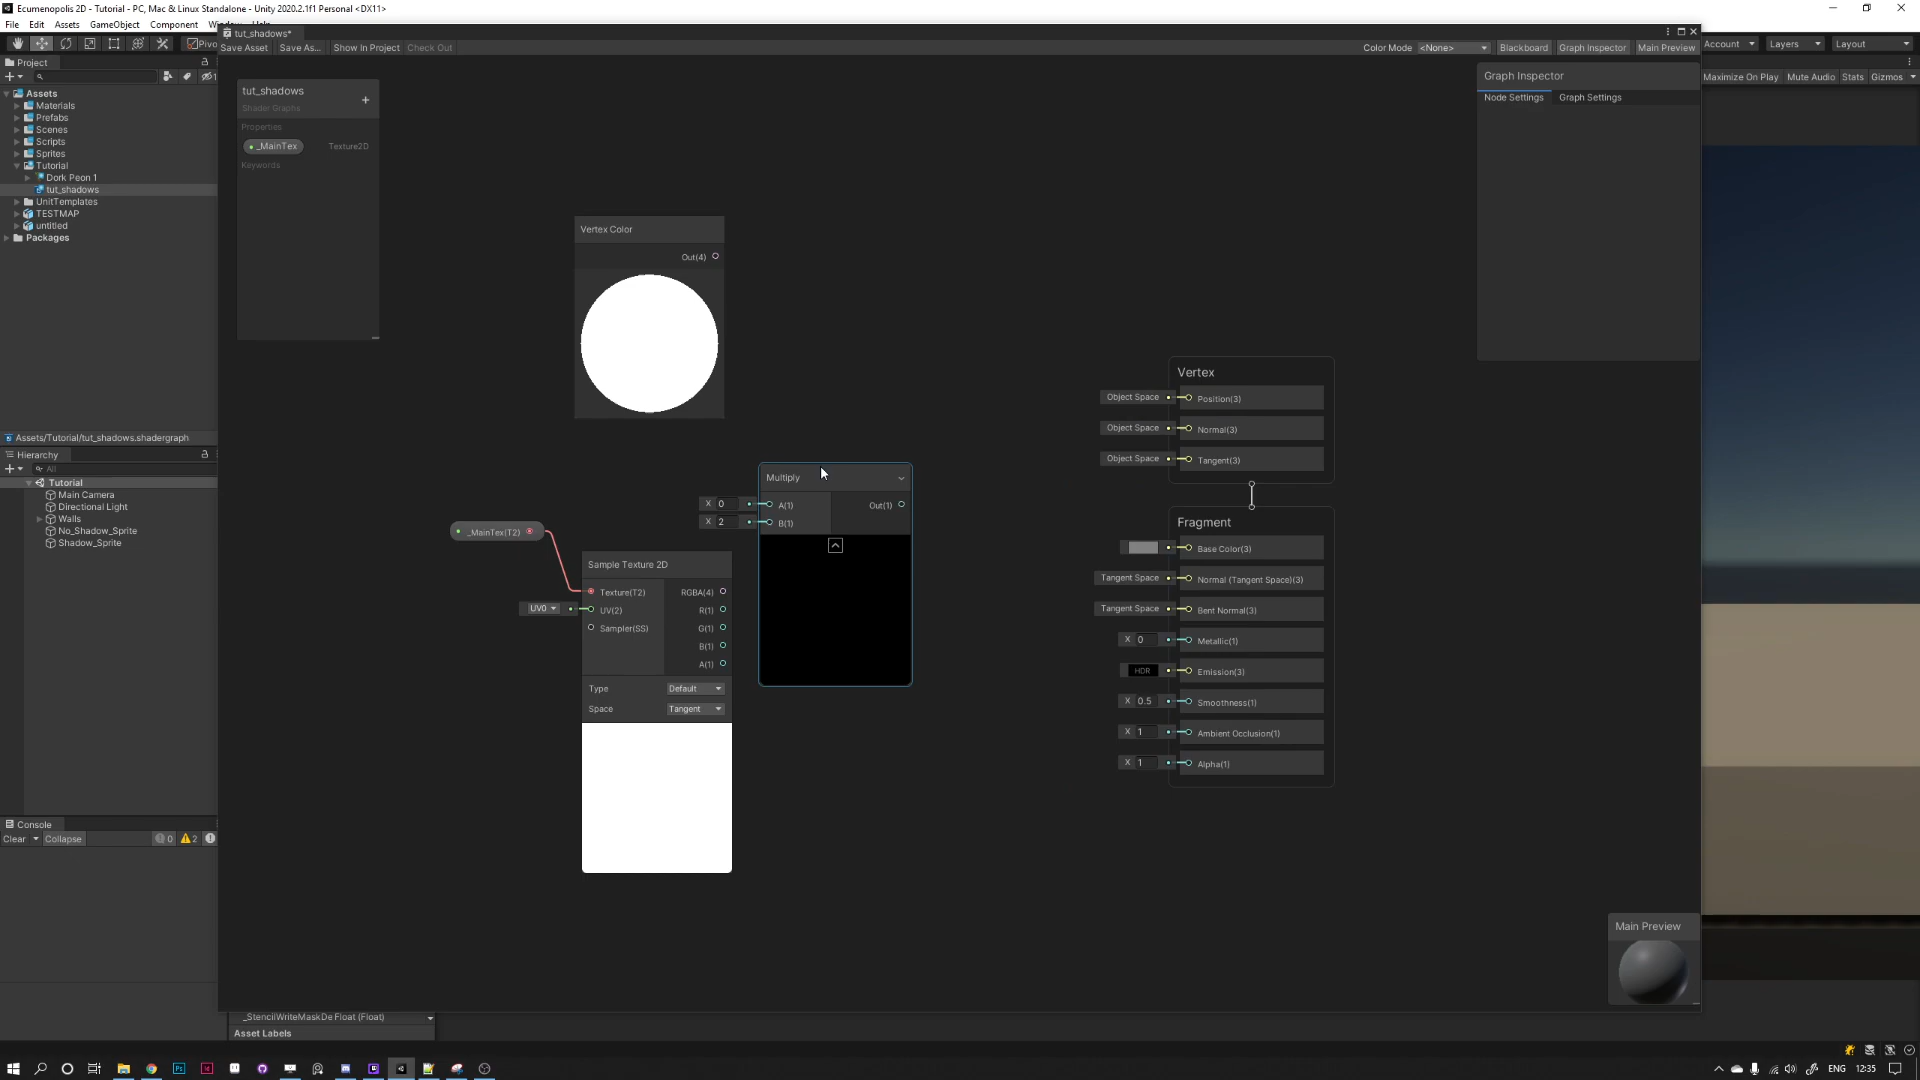 Ecumenopolis 2D - Tutorial - PC, Mac & Linux Standalone - Unity 2020.2.1f1 Personal <DX11>
File Edit Assets GameObject Component
tut_shadows*
Save Asset Save As... Show In Project Check Out Color Mode <None> Blackboard Graph Inspector Main Preview
Account Layers Layout
Maximize On Play Mute Audio Stats Gizmos
Project
Assets
Materials
Prefabs
Scenes
Scripts
Sprites
Tutorial
Dork Peon 1
tut_shadows
UnitTemplates
TESTMAP
untitled
Packages
Assets/Tutorial/tut_shadows.shadergraph
Hierarchy
All
Tutorial
Main Camera
Directional Light
Walls
No_Shadow_Sprite
Shadow_Sprite
Console
Clear Collapse 0 2
tut_shadows
Shader Graphs
Properties
_MainTex Texture2D
Keywords
Vertex Color
Out(4)
_MainTex(T2)
Sample Texture 2D
Texture(T2) RGBA(4)
UV0 UV(2) R(1)
Sampler(SS) G(1)
B(1)
A(1)
Type Default
Space Tangent
Multiply
X 0 A(1) Out(1)
X 2 B(1)
Vertex
Object Space Position(3)
Object Space Normal(3)
Object Space Tangent(3)
Fragment
Base Color(3)
Tangent Space Normal (Tangent Space)(3)
Tangent Space Bent Normal(3)
X 0 Metallic(1)
HDR Emission(3)
X 0.5 Smoothness(1)
X 1 Ambient Occlusion(1)
X 1 Alpha(1)
Graph Inspector
Node Settings Graph Settings
Main Preview
_StencilWriteMaskDe Float (Float)
Asset Labels
ENG 12:35